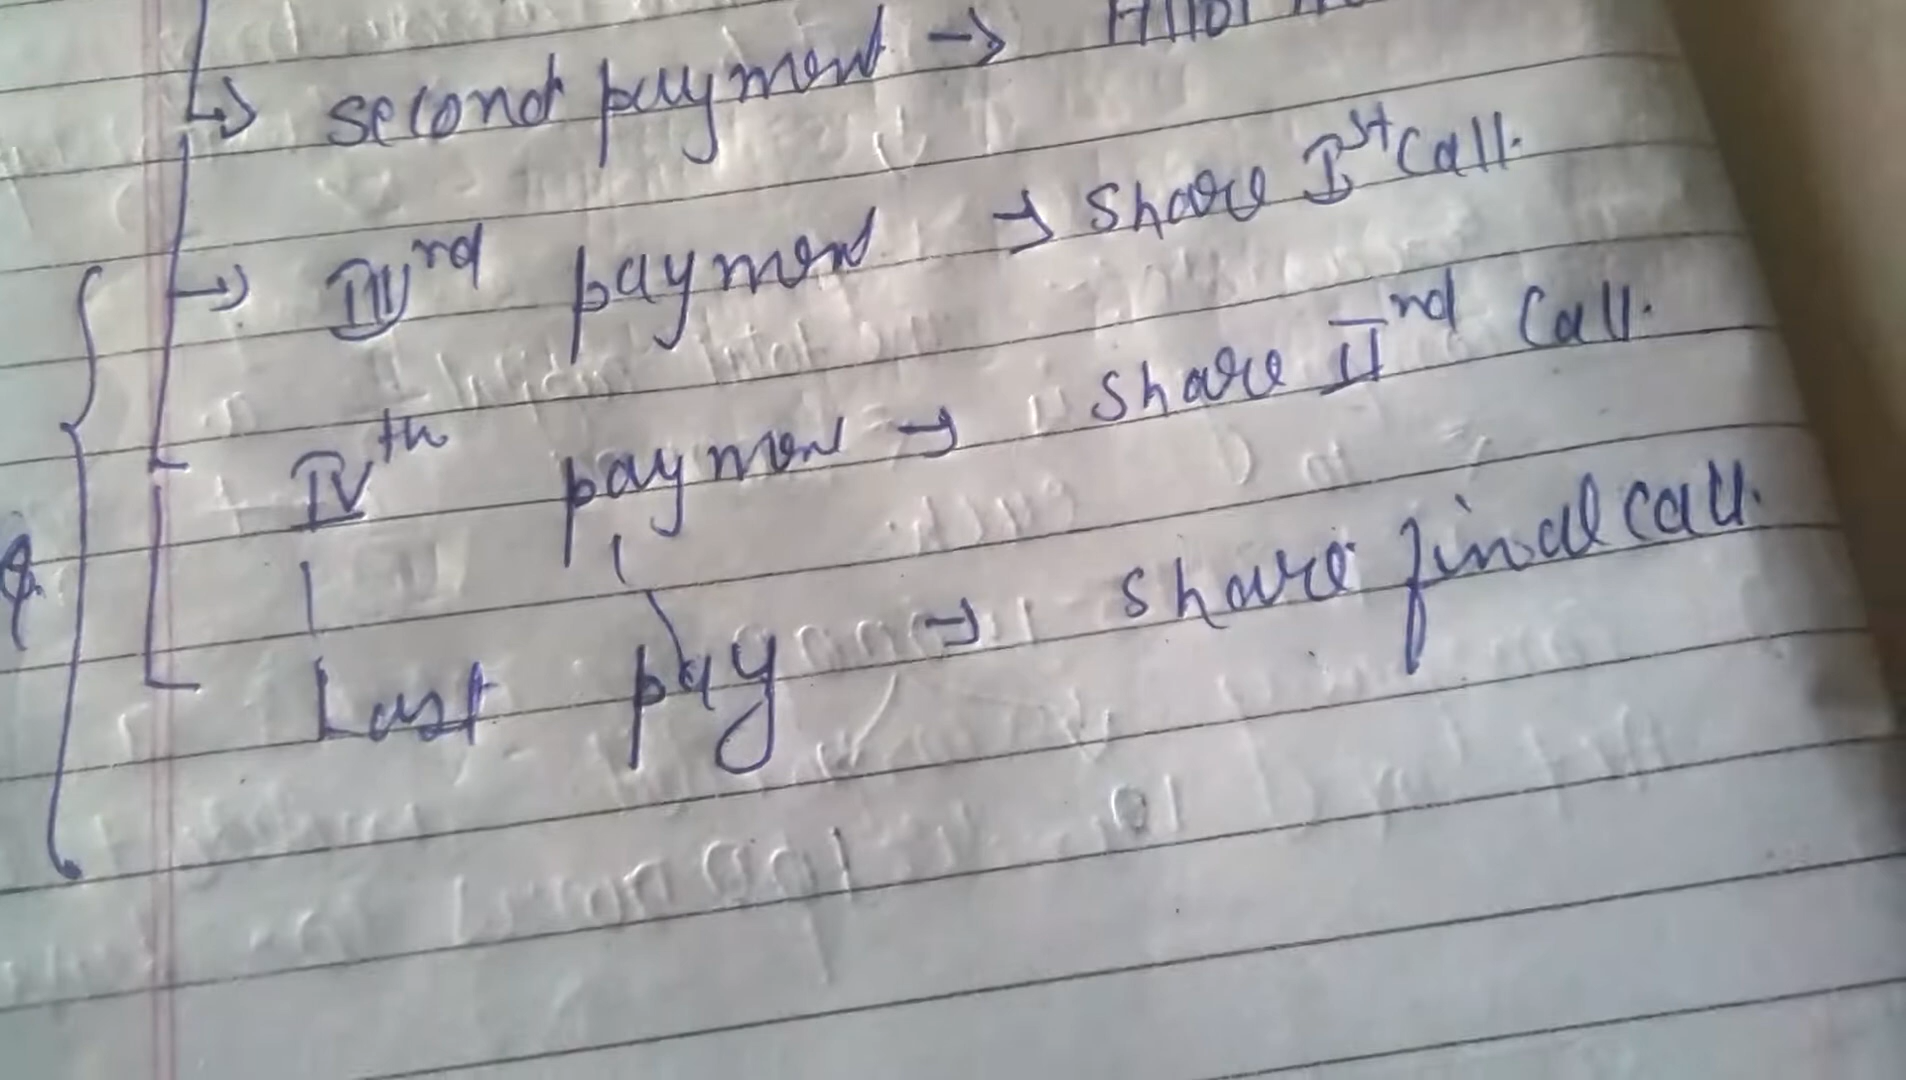 ↳ second payment →
→ IIIrd payment → Share Ist Call.
IVth payment → Share IInd Call.
Last pay → Share final call.